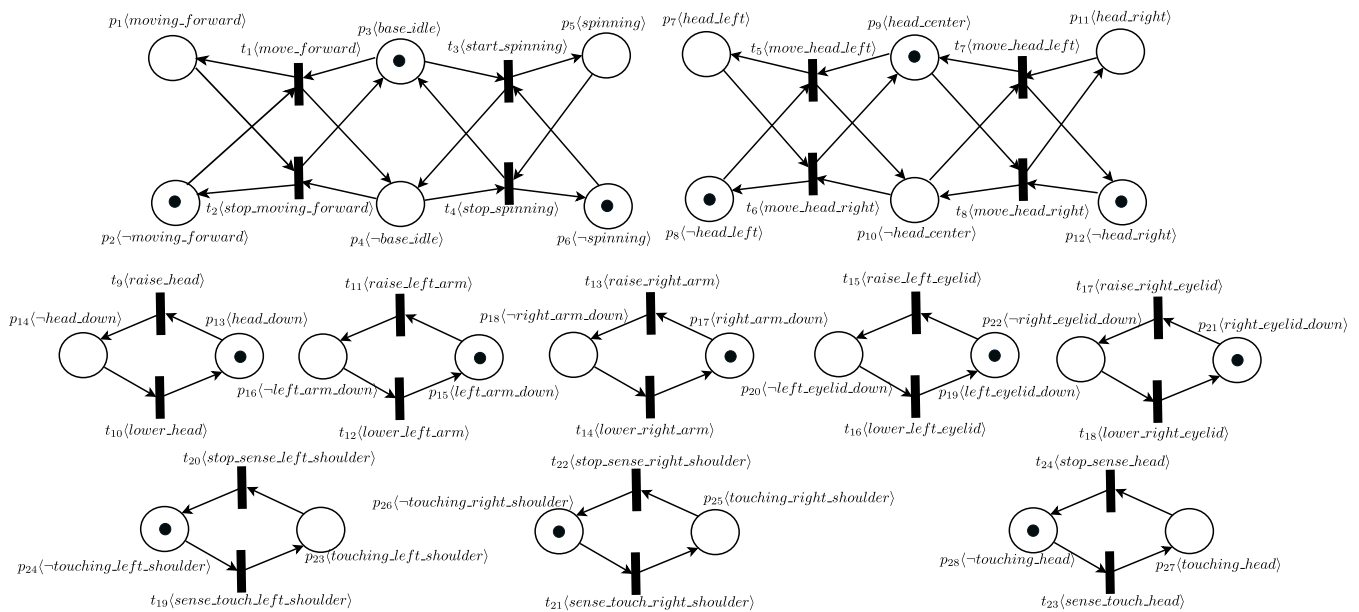 p1⟨moving_forward⟩
p3⟨base_idle⟩
p5⟨spinning⟩
p7⟨head_left⟩
p9⟨head_center⟩
p11⟨head_right⟩
t1⟨move_forward⟩
t3⟨start_spinning⟩
t5⟨move_head_left⟩
t7⟨move_head_left⟩
t2⟨stop_moving_forward⟩
t4⟨stop_spinning⟩
t6⟨move_head_right⟩
t8⟨move_head_right⟩
p2⟨¬moving_forward⟩
p4⟨¬base_idle⟩
p6⟨¬spinning⟩
p8⟨¬head_left⟩
p10⟨¬head_center⟩
p12⟨¬head_right⟩
t9⟨raise_head⟩
t11⟨raise_left_arm⟩
t13⟨raise_right_arm⟩
t15⟨raise_left_eyelid⟩
t17⟨raise_right_eyelid⟩
p14⟨¬head_down⟩
p13⟨head_down⟩
p18⟨¬right_arm_down⟩
p17⟨right_arm_down⟩
p22⟨¬right_eyelid_down⟩
p21⟨right_eyelid_down⟩
p16⟨¬left_arm_down⟩
p15⟨left_arm_down⟩
p20⟨¬left_eyelid_down⟩
p19⟨left_eyelid_down⟩
t10⟨lower_head⟩
t12⟨lower_left_arm⟩
t14⟨lower_right_arm⟩
t16⟨lower_left_eyelid⟩
t18⟨lower_right_eyelid⟩
t20⟨stop_sense_left_shoulder⟩
t22⟨stop_sense_right_shoulder⟩
t24⟨stop_sense_head⟩
p26⟨¬touching_right_shoulder⟩
p25⟨touching_right_shoulder⟩
p24⟨¬touching_left_shoulder⟩
p23⟨touching_left_shoulder⟩
p28⟨¬touching_head⟩
p27⟨touching_head⟩
t19⟨sense_touch_left_shoulder⟩
t21⟨sense_touch_right_shoulder⟩
t23⟨sense_touch_head⟩